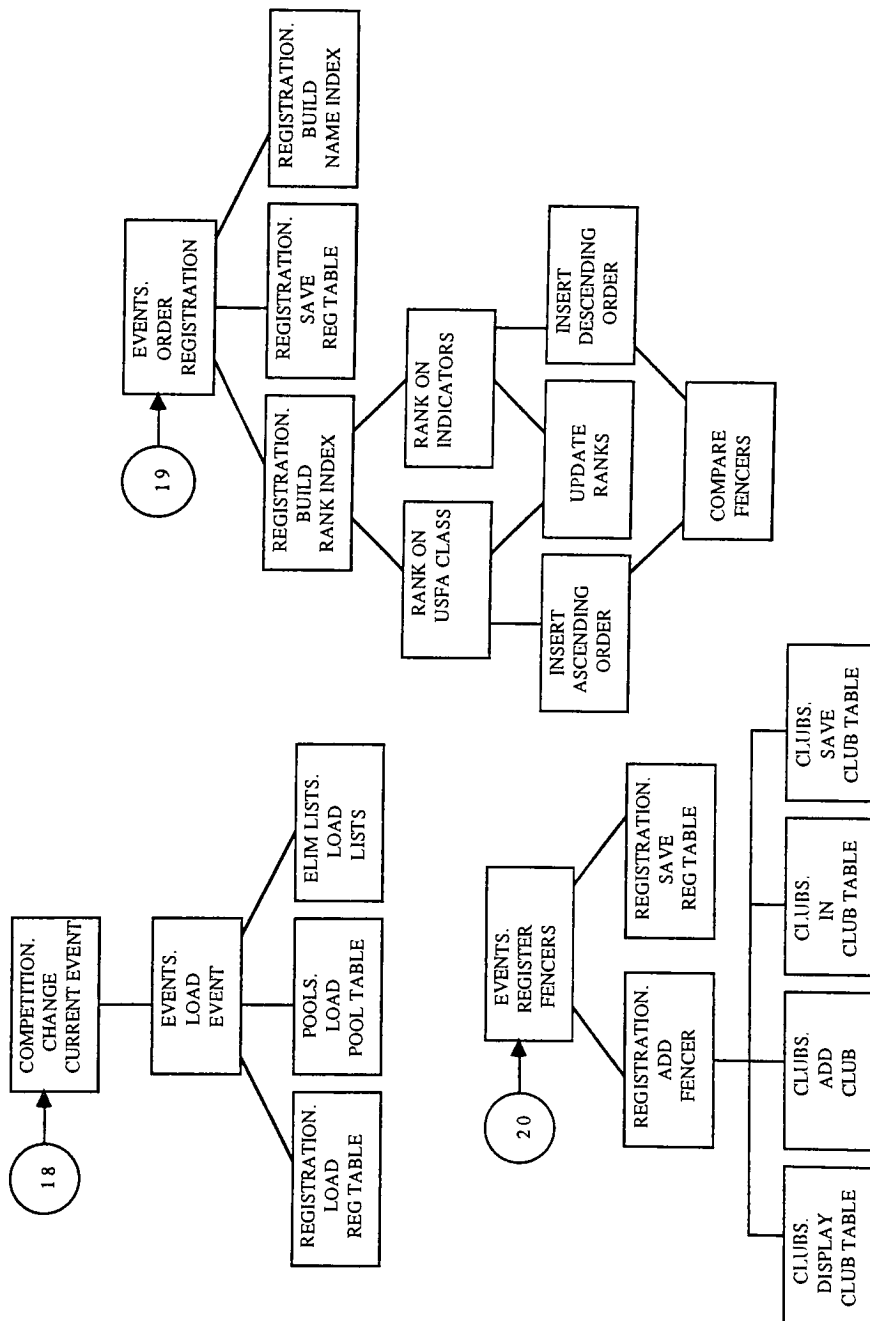 18
COMPETITION.
CHANGE
CURRENT EVENT
EVENTS.
LOAD
EVENT
REGISTRATION.
LOAD
REG TABLE
POOLS.
LOAD
POOL TABLE
ELIM LISTS.
LOAD
LISTS
19
EVENTS.
ORDER
REGISTRATION
REGISTRATION.
BUILD
RANK INDEX
REGISTRATION.
SAVE
REG TABLE
REGISTRATION.
BUILD
NAME INDEX
RANK ON
USFA CLASS
RANK ON
INDICATORS
INSERT
ASCENDING
ORDER
UPDATE
RANKS
INSERT
DESCENDING
ORDER
COMPARE
FENCERS
20
EVENTS.
REGISTER
FENCERS
REGISTRATION.
ADD
FENCER
REGISTRATION.
SAVE
REG TABLE
CLUBS.
DISPLAY
CLUB TABLE
CLUBS.
ADD
CLUB
CLUBS.
IN
CLUB TABLE
CLUBS.
SAVE
CLUB TABLE